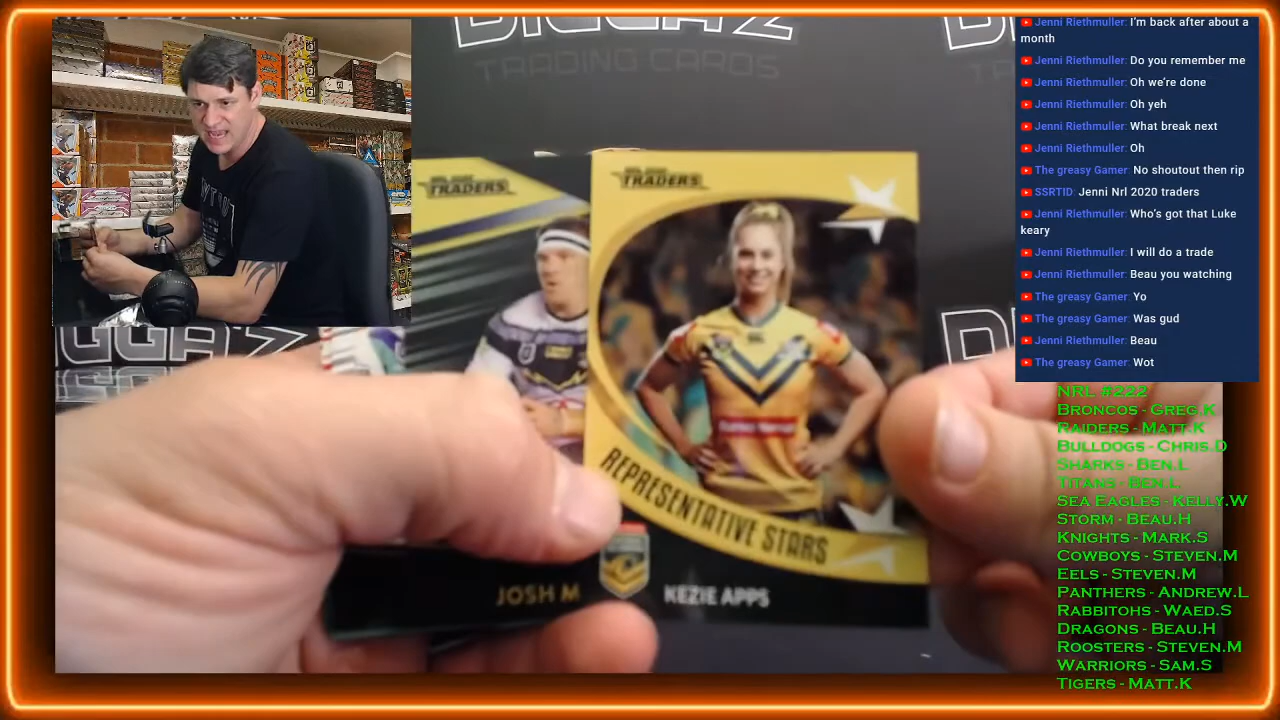 DIGGAZ
TRADING CARDS
TRADERS
TRADERS
REPRESENTATIVE STARS
JOSH M
KEZIE APPS
Jenni Riethmuller: I'm back after about a
month
Jenni Riethmuller: Do you remember me
Jenni Riethmuller: Oh we're done
Jenni Riethmuller: Oh yeh
Jenni Riethmuller: What break next
Jenni Riethmuller: Oh
The greasy Gamer: No shoutout then rip
SSRTID: Jenni Nrl 2020 traders
Jenni Riethmuller: Who's got that Luke
keary
Jenni Riethmuller: I will do a trade
Jenni Riethmuller: Beau you watching
The greasy Gamer: Yo
The greasy Gamer: Was gud
Jenni Riethmuller: Beau
The greasy Gamer: Wot
NRL #222
BRONCOS - GREG.K
RAIDERS - MATT.K
BULLDOGS - CHRIS.D
SHARKS - BEN.L
TITANS - BEN.L
SEA EAGLES - KELLY.W
STORM - BEAU.H
KNIGHTS - MARK.S
COWBOYS - STEVEN.M
EELS - STEVEN.M
PANTHERS - ANDREW.L
RABBITOHS - WAED.S
DRAGONS - BEAU.H
ROOSTERS - STEVEN.M
WARRIORS - SAM.S
TIGERS - MATT.K